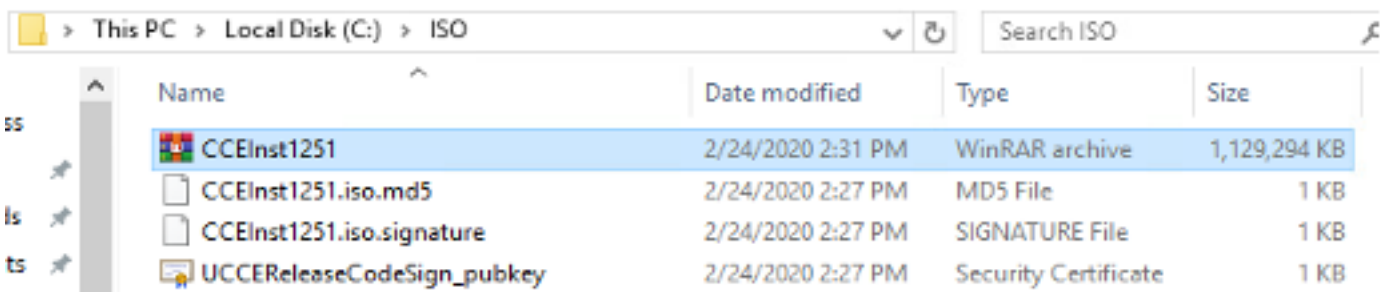 This PC > Local Disk (C:) > ISO Search ISO
Name Date modified Type Size
ss
CCEInst1251 2/24/2020 2:31 PM WinRAR archive 1,129,294 KB
CCEInst1251.iso.md5 2/24/2020 2:27 PM MD5 File 1 KB
ds CCEInst1251.iso.signature 2/24/2020 2:27 PM SIGNATURE File 1 KB
ts UCCEReleaseCodeSign_pubkey 2/24/2020 2:27 PM Security Certificate 1 KB